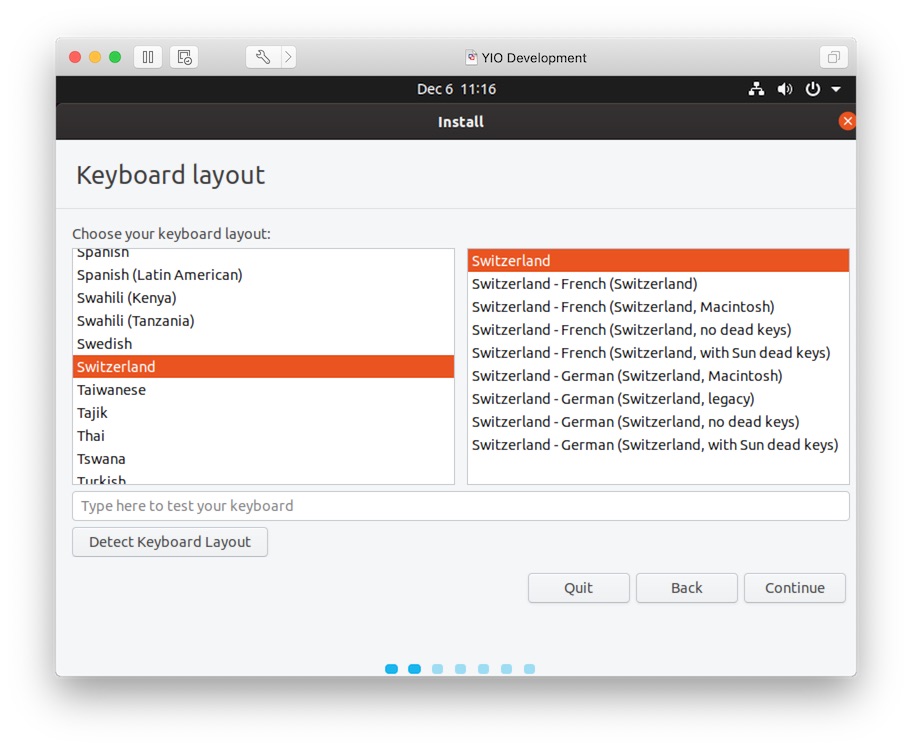 YIO Development
Dec 6 11:16
Install
Keyboard layout
Choose your keyboard layout:
Spanish
Spanish (Latin American)
Swahili (Kenya)
Swahili (Tanzania)
Swedish
Switzerland
Taiwanese
Tajik
Thai
Tswana
Turkish
Switzerland
Switzerland - French (Switzerland)
Switzerland - French (Switzerland, Macintosh)
Switzerland - French (Switzerland, no dead keys)
Switzerland - French (Switzerland, with Sun dead keys)
Switzerland - German (Switzerland, Macintosh)
Switzerland - German (Switzerland, legacy)
Switzerland - German (Switzerland, no dead keys)
Switzerland - German (Switzerland, with Sun dead keys)
Type here to test your keyboard
Detect Keyboard Layout
Quit Back Continue